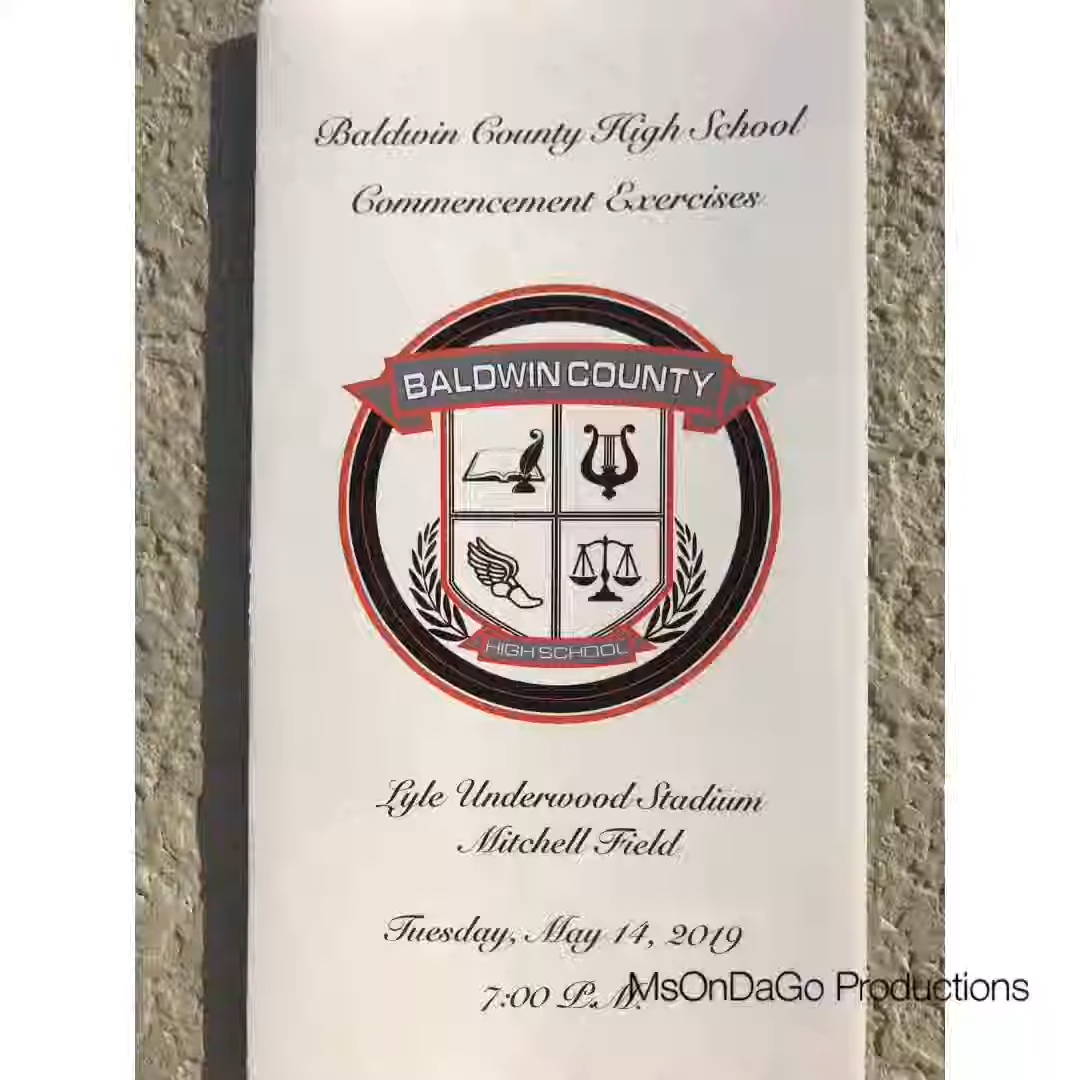 Baldwin County High School
Commencement Exercises
BALDWIN COUNTY
HIGH SCHOOL
Lyle Underwood Stadium
Mitchell Field
Tuesday, May 14, 2019
7:00 P.M.
MsOnDaGo Productions